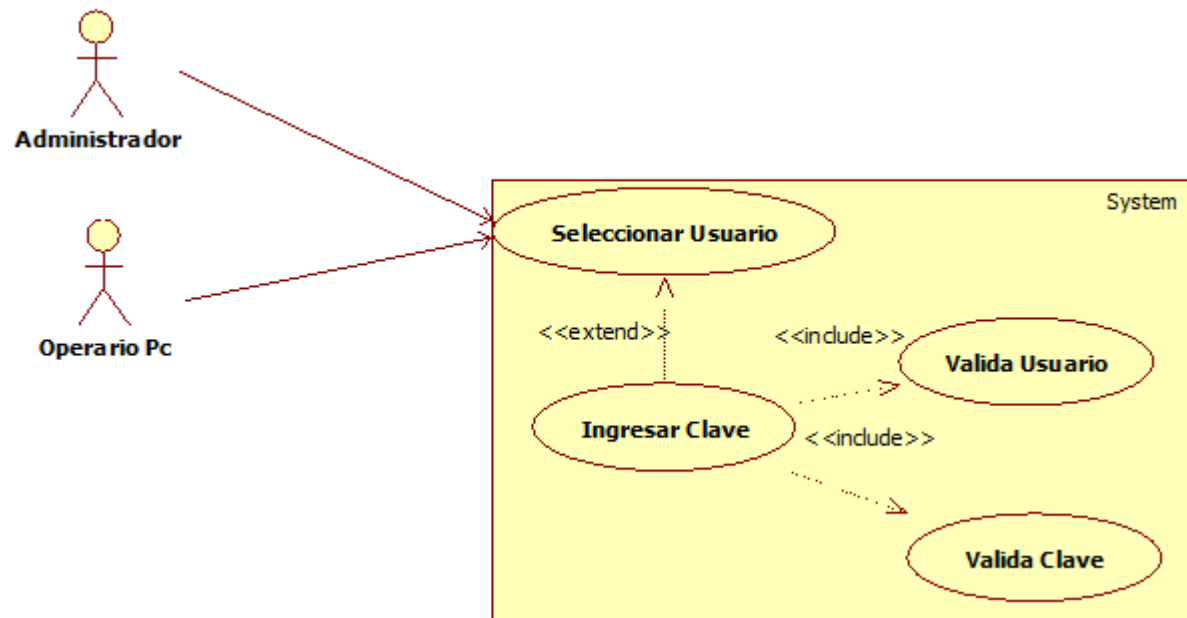 Administrador
System
Seleccionar Usuario
Operario Pc
<<extend>>
<<include>>
Valida Usuario
Ingresar Clave
<<include>>
Valida Clave